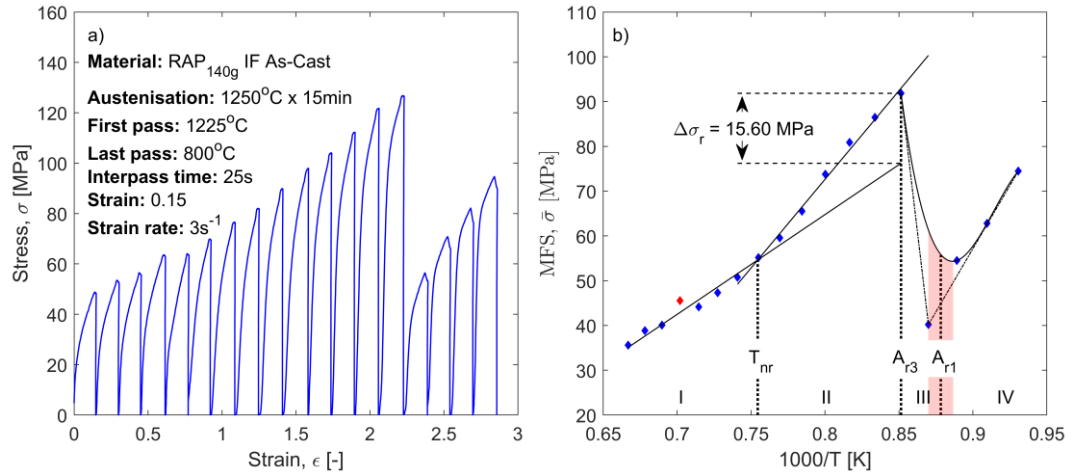 a)
Material: RAP140g IF As-Cast
Austenisation: 1250°C x 15min
First pass: 1225°C
Last pass: 800°C
Interpass time: 25s
Strain: 0.15
Strain rate: 3s-1
160
140
120
100
80
60
40
20
0
0 0.5 1 1.5 2 2.5 3
Stress, σ [MPa]
Strain, ϵ [-]
b)
Δσr = 15.60 MPa
Tnr
Ar3
Ar1
I
II
III
IV
110
100
90
80
70
60
50
40
30
20
0.65 0.7 0.75 0.8 0.85 0.9 0.95
MFS, σ̄ [MPa]
1000/T [K]